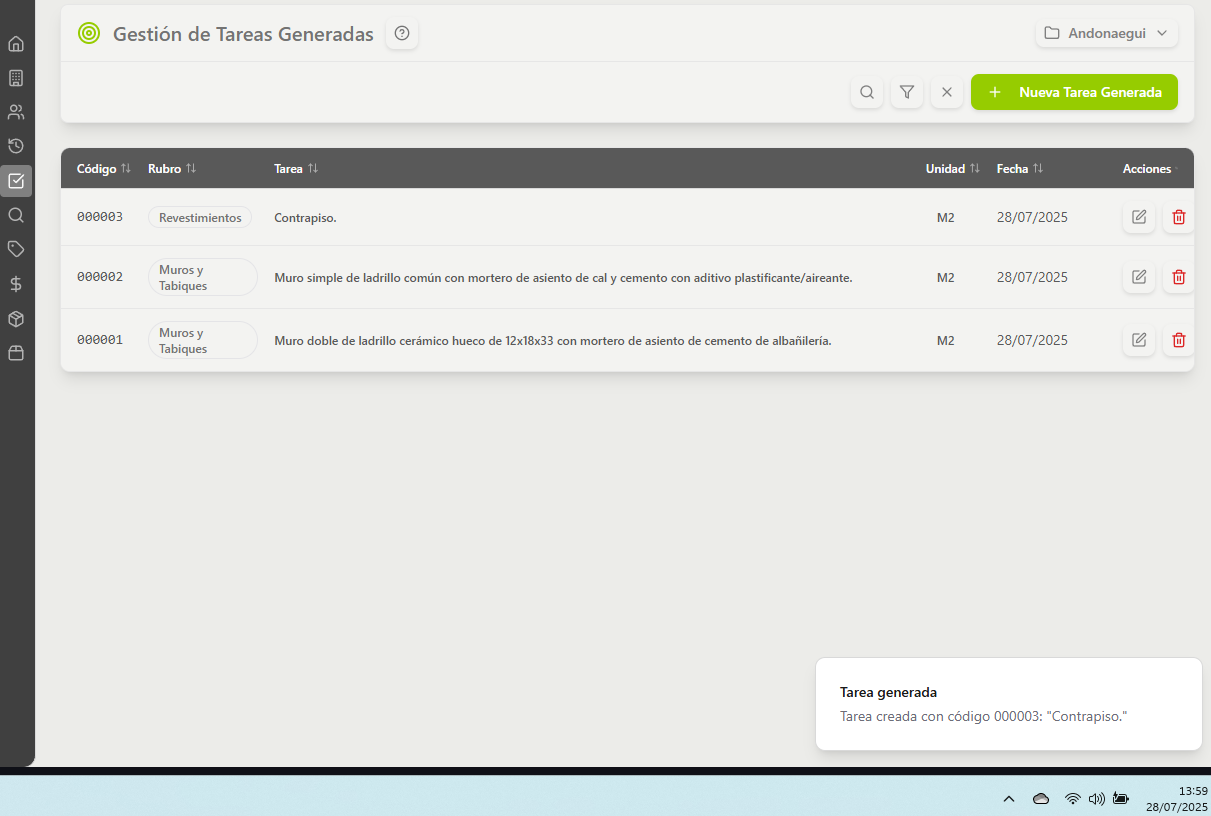 Gestión de Tareas Generadas
Andonaegui
Nueva Tarea Generada
Código Rubro Tarea Unidad Fecha Acciones
000003 Revestimientos Contrapiso. M2 28/07/2025
000002 Muros y Tabiques Muro simple de ladrillo común con mortero de asiento de cal y cemento con aditivo plastificante/aireante. M2 28/07/2025
000001 Muros y Tabiques Muro doble de ladrillo cerámico hueco de 12x18x33 con mortero de asiento de cemento de albañilería. M2 28/07/2025
Tarea generada
Tarea creada con código 000003: "Contrapiso."
13:59
28/07/2025